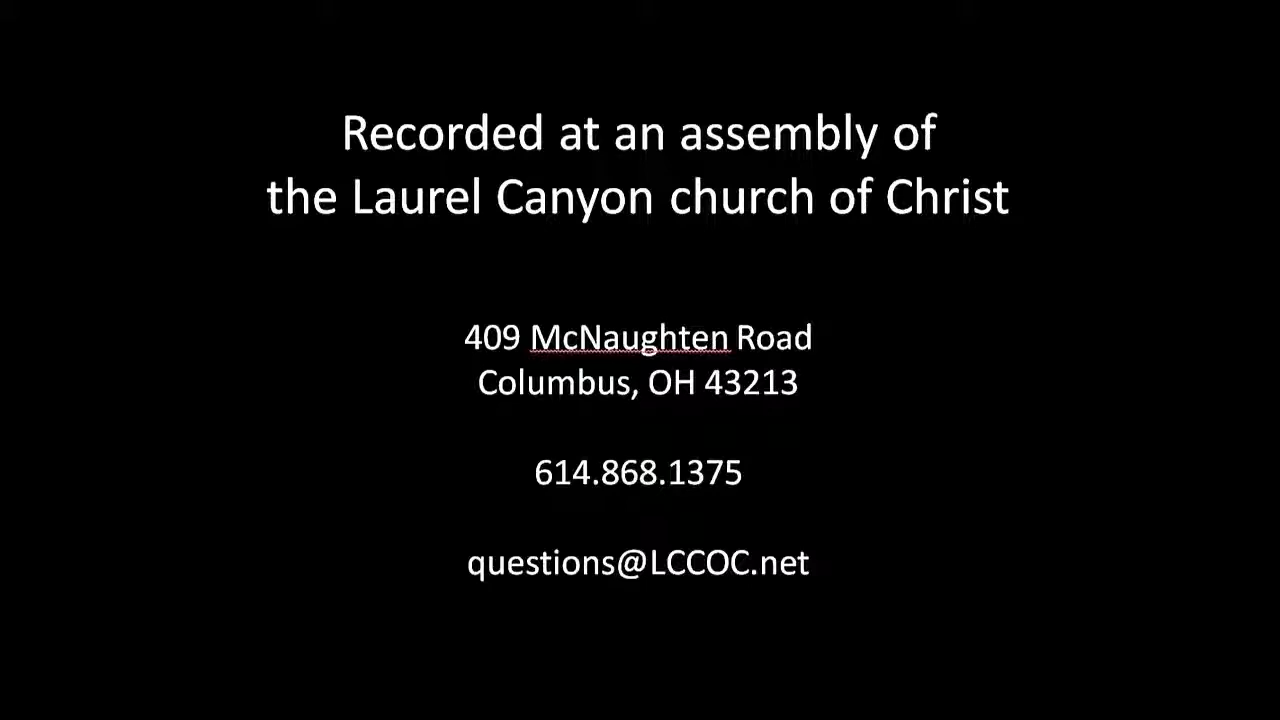 Recorded at an assembly of
the Laurel Canyon church of Christ
409 McNaughten Road
Columbus, OH 43213
614.868.1375
questions@LCCOC.net